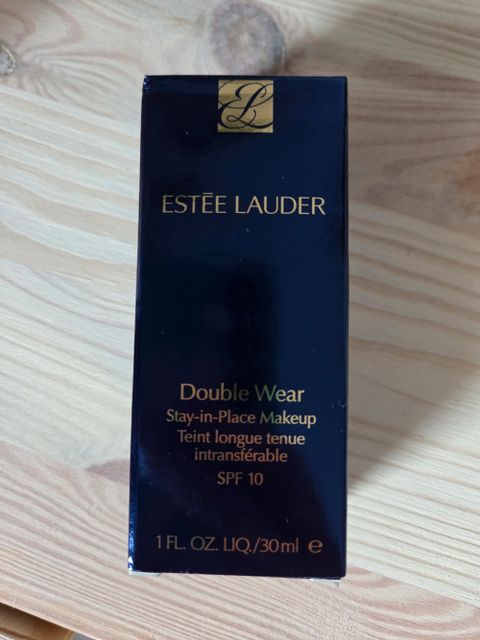 EL
ESTĒE LAUDER
Double Wear
Stay-in-Place Makeup
Teint longue tenue
intransférable
SPF 10
1 FL. OZ. LIQ./30ml ℮